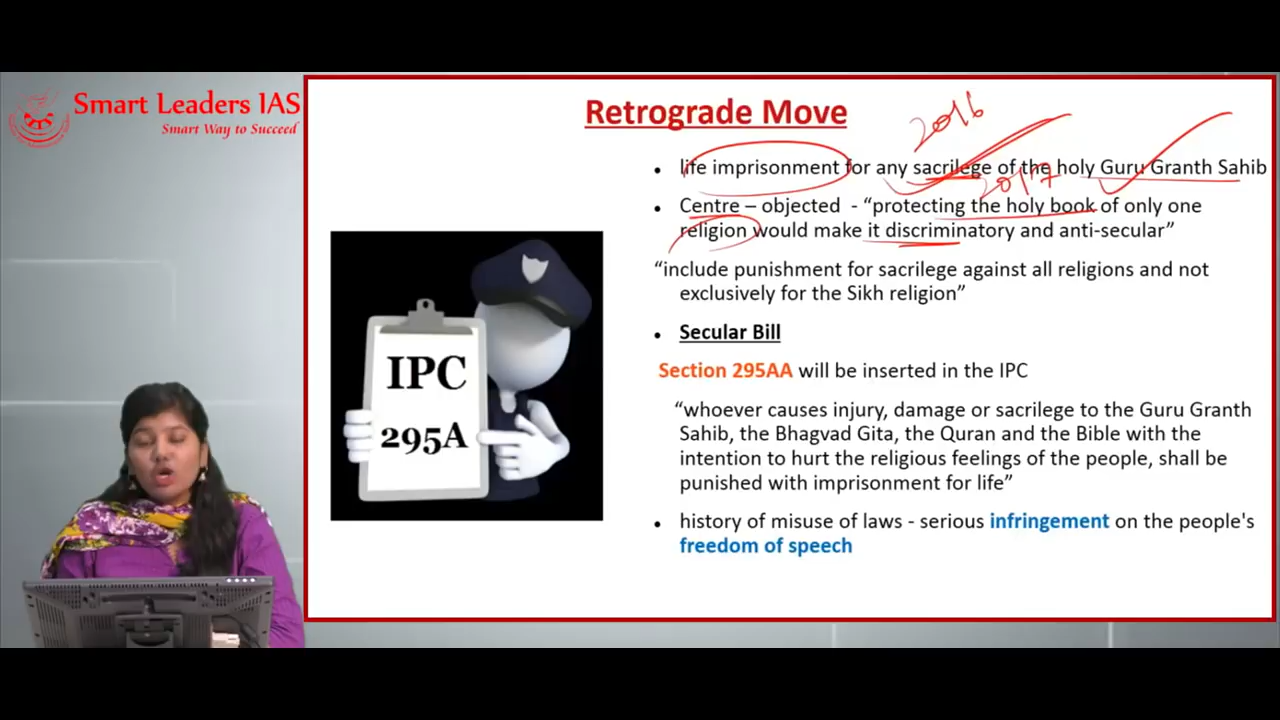 Smart Leaders IAS
Smart Way to Succeed
Retrograde Move
2016
• life imprisonment for any sacrilege of the holy Guru Granth Sahib
2017
• Centre – objected - “protecting the holy book of only one
religion would make it discriminatory and anti-secular”
“include punishment for sacrilege against all religions and not
exclusively for the Sikh religion”
• Secular Bill
Section 295AA will be inserted in the IPC
“whoever causes injury, damage or sacrilege to the Guru Granth
Sahib, the Bhagvad Gita, the Quran and the Bible with the
intention to hurt the religious feelings of the people, shall be
punished with imprisonment for life”
• history of misuse of laws - serious infringement on the people's
freedom of speech
IPC
295A